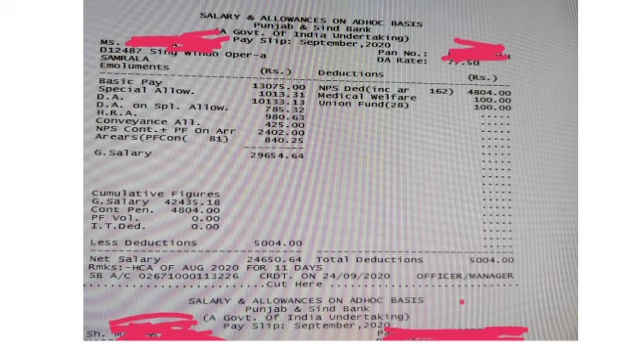 SALARY & ALLOWANCES ON ADHOC BASIS
Punjab & Sind Bank
(A Govt. Of India Undertaking)
Pay Slip: September,2020
MS. Pan No.:
D12487 Sing Windo Oper-a DA Rate: 77.50
SAMRALA
Emoluments (Rs.) Deductions (Rs.)
Basic Pay 13075.00 NPS Ded(inc ar 162) 4804.00
Special Allow. 1013.31 Medical Welfare 100.00
D.A. 10133.13 Union Fund(28) 100.00
D.A. on Spl. Allow. 785.32
H.R.A. 980.63
Conveyance All. 425.00
NPS Cont.+ PF On Arr 2402.00
Arears(PFCon( 81) 840.25
G.Salary 29654.64
Cumulative Figures
G.Salary 42435.18
Cont Pen. 4804.00
PF Vol. 0.00
I.T.Ded. 0.00
Less Deductions 5004.00
Net Salary 24650.64 Total Deductions 5004.00
Rmks:-HCA OF AUG 2020 FOR 11 DAYS
SB A/C 02671000113226 CRDT. ON 24/09/2020 OFFICER/MANAGER
Cut Here
SALARY & ALLOWANCES ON ADHOC BASIS
Punjab & Sind Bank
(A Govt. Of India Undertaking)
Pay Slip: September,2020
Sh.